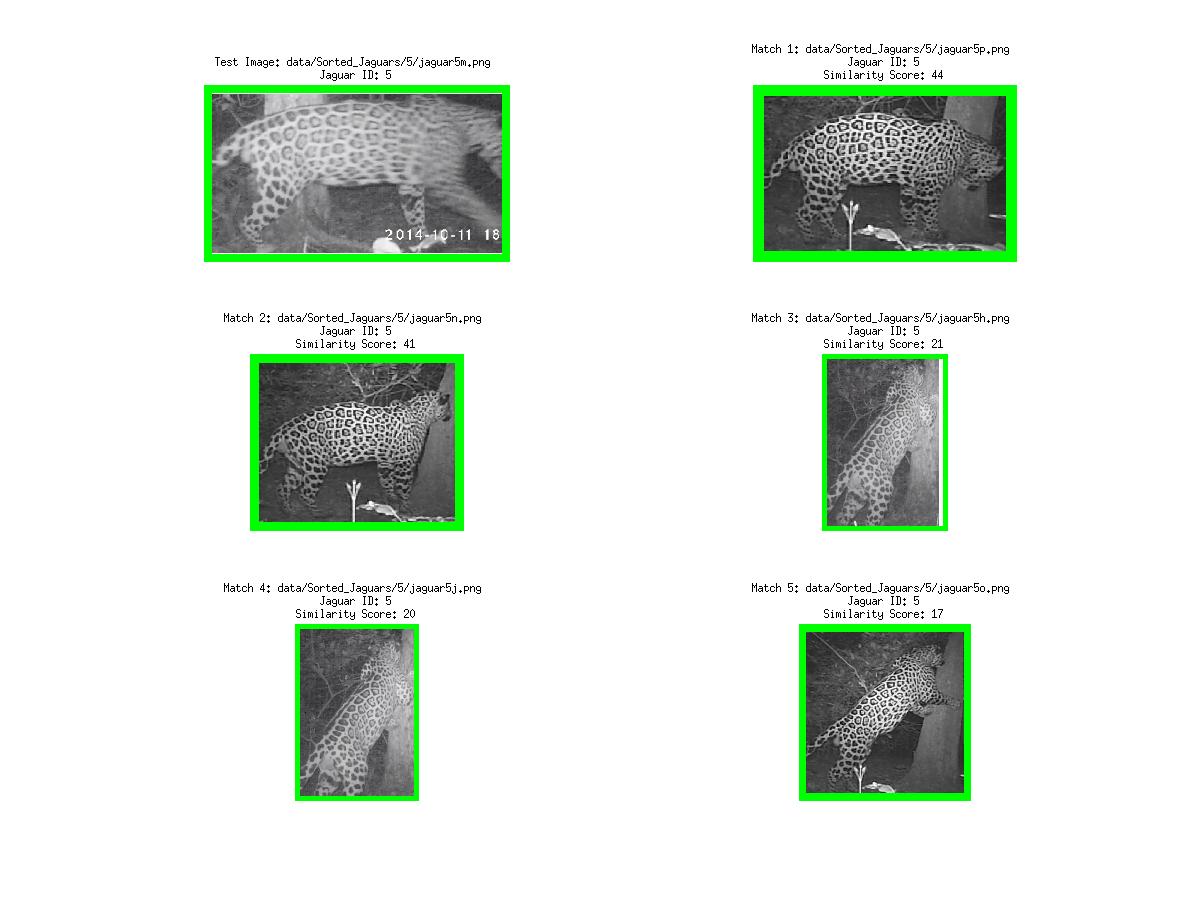 Test Image: data/Sorted_Jaguars/5/jaguar5m.png
Jaguar ID: 5
2014-10-11 18
Match 1: data/Sorted_Jaguars/5/jaguar5p.png
Jaguar ID: 5
Similarity Score: 44
Match 2: data/Sorted_Jaguars/5/jaguar5n.png
Jaguar ID: 5
Similarity Score: 41
Match 3: data/Sorted_Jaguars/5/jaguar5h.png
Jaguar ID: 5
Similarity Score: 21
Match 4: data/Sorted_Jaguars/5/jaguar5j.png
Jaguar ID: 5
Similarity Score: 20
Match 5: data/Sorted_Jaguars/5/jaguar5o.png
Jaguar ID: 5
Similarity Score: 17